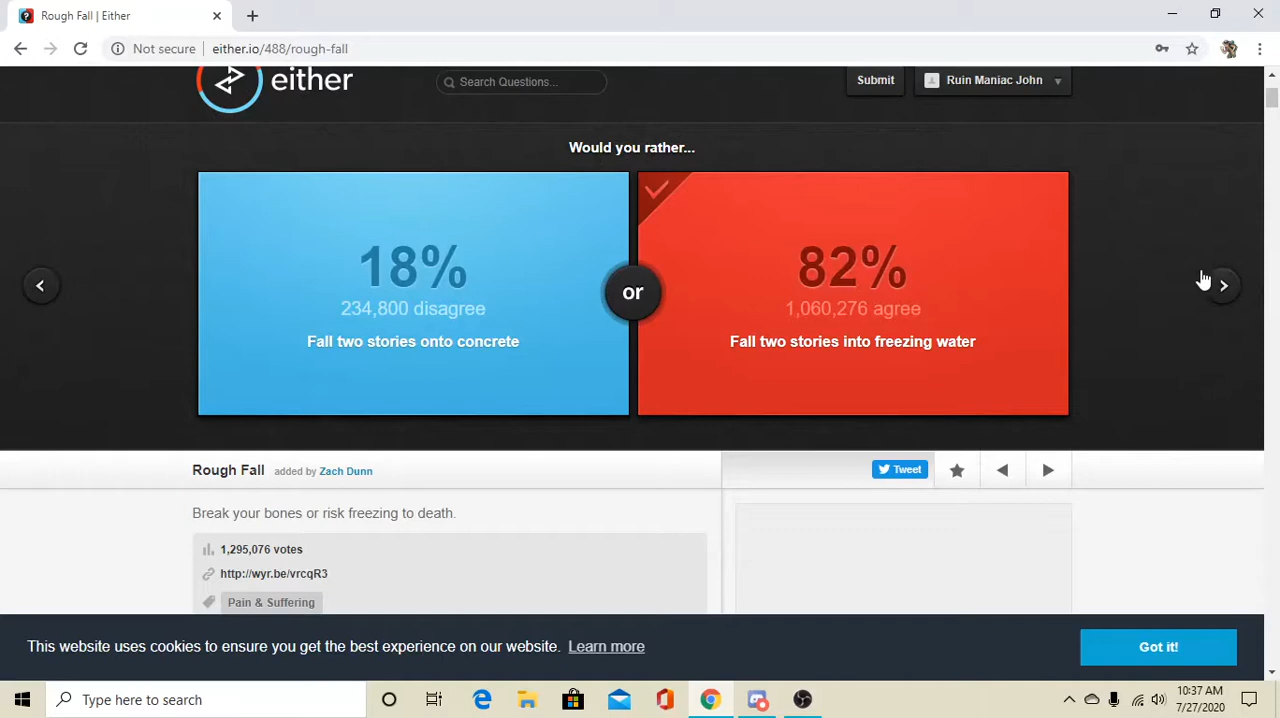 Rough Fall | Either
Not secure
either.io/488/rough-fall
either
Search Questions...
Submit
Ruin Maniac John
Would you rather...
18%
234,800 disagree
Fall two stories onto concrete
or
82%
1,060,276 agree
Fall two stories into freezing water
Rough Fall added by Zach Dunn
Tweet
Break your bones or risk freezing to death.
1,295,076 votes
http://wyr.be/vrcqR3
Pain & Suffering
This website uses cookies to ensure you get the best experience on our website. Learn more
Got it!
Type here to search
10:37 AM
7/27/2020